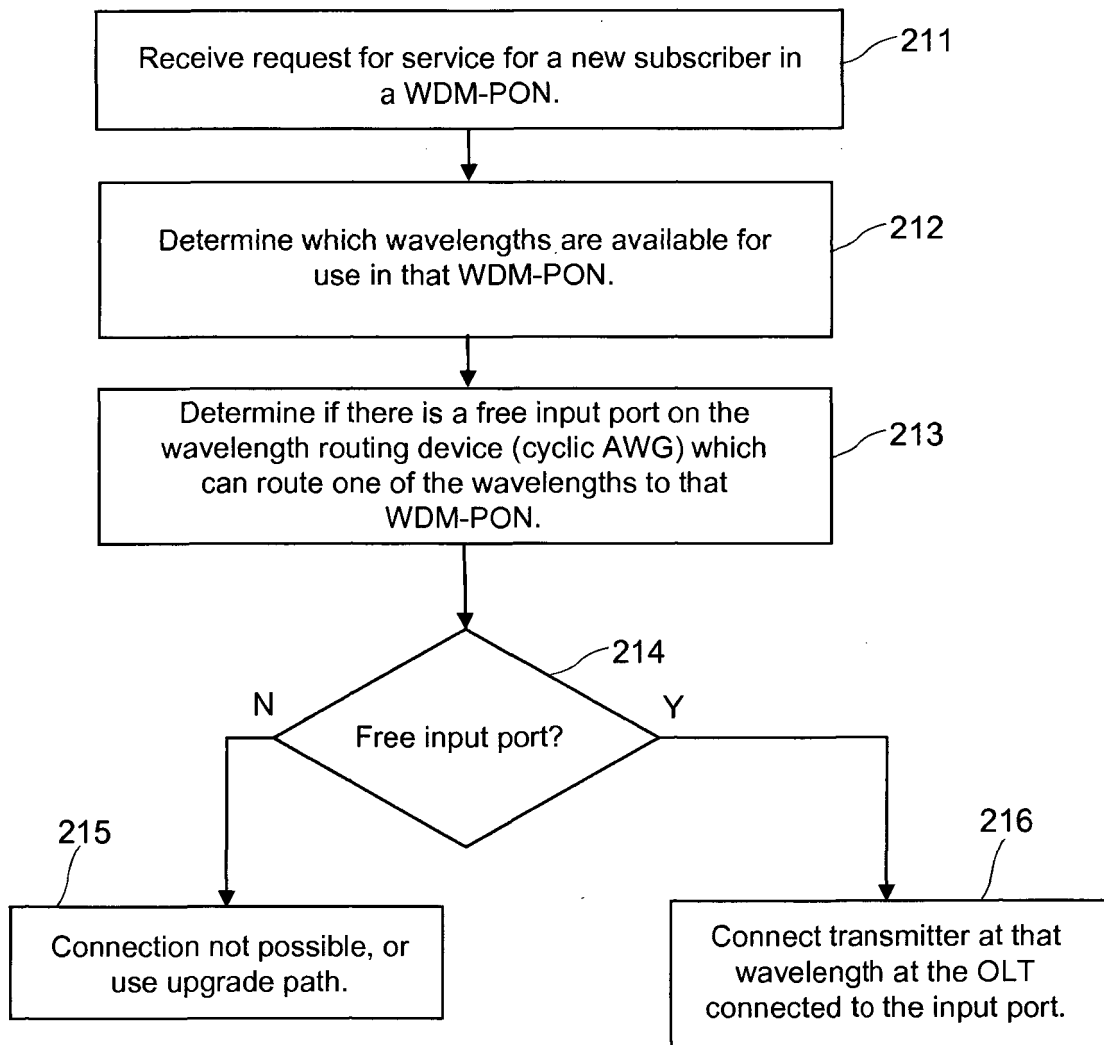 211
Receive request for service for a new subscriber in
a WDM-PON.
212
Determine which wavelengths are available for
use in that WDM-PON.
213
Determine if there is a free input port on the
wavelength routing device (cyclic AWG) which
can route one of the wavelengths to that
WDM-PON.
214
N
Y
Free input port?
215
216
Connection not possible, or
use upgrade path.
Connect transmitter at that
wavelength at the OLT
connected to the input port.